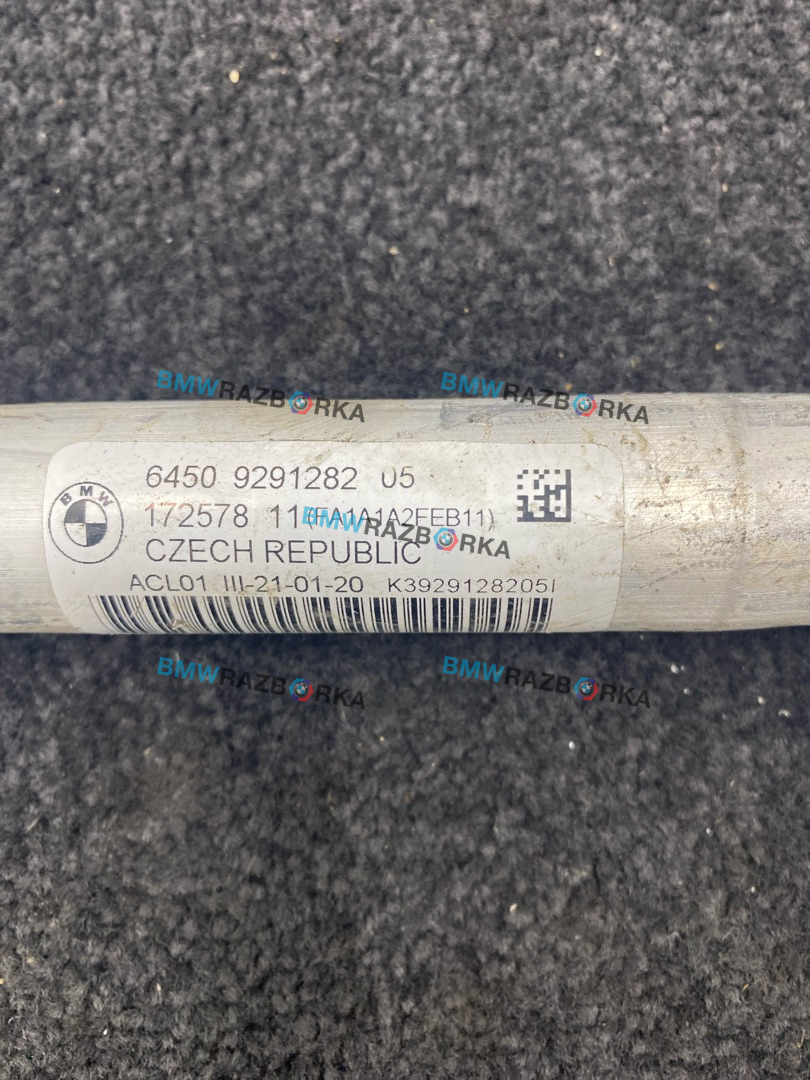 BMWRAZBORKA BMWRAZBORKA
6450 9291282 05
BMW
172578 11 (FA1A1A2FEB11)
BMWRAZBORKA
CZECH REPUBLIC
ACL01 III-21-01-20 K3929128205I
BMWRAZBORKA BMWRAZBORKA